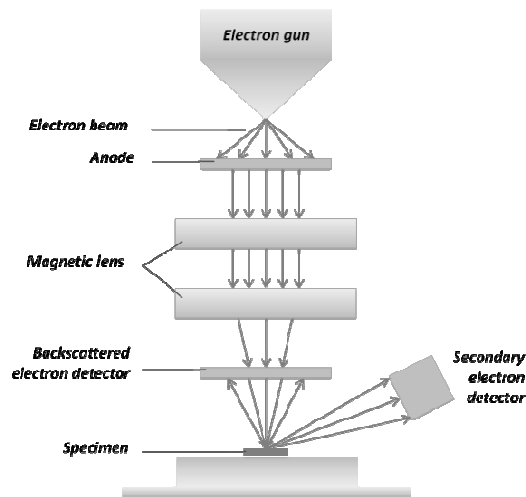 Electron gun
Electron beam
Anode
Magnetic lens
Backscattered
electron detector
Secondary
electron
detector
Specimen